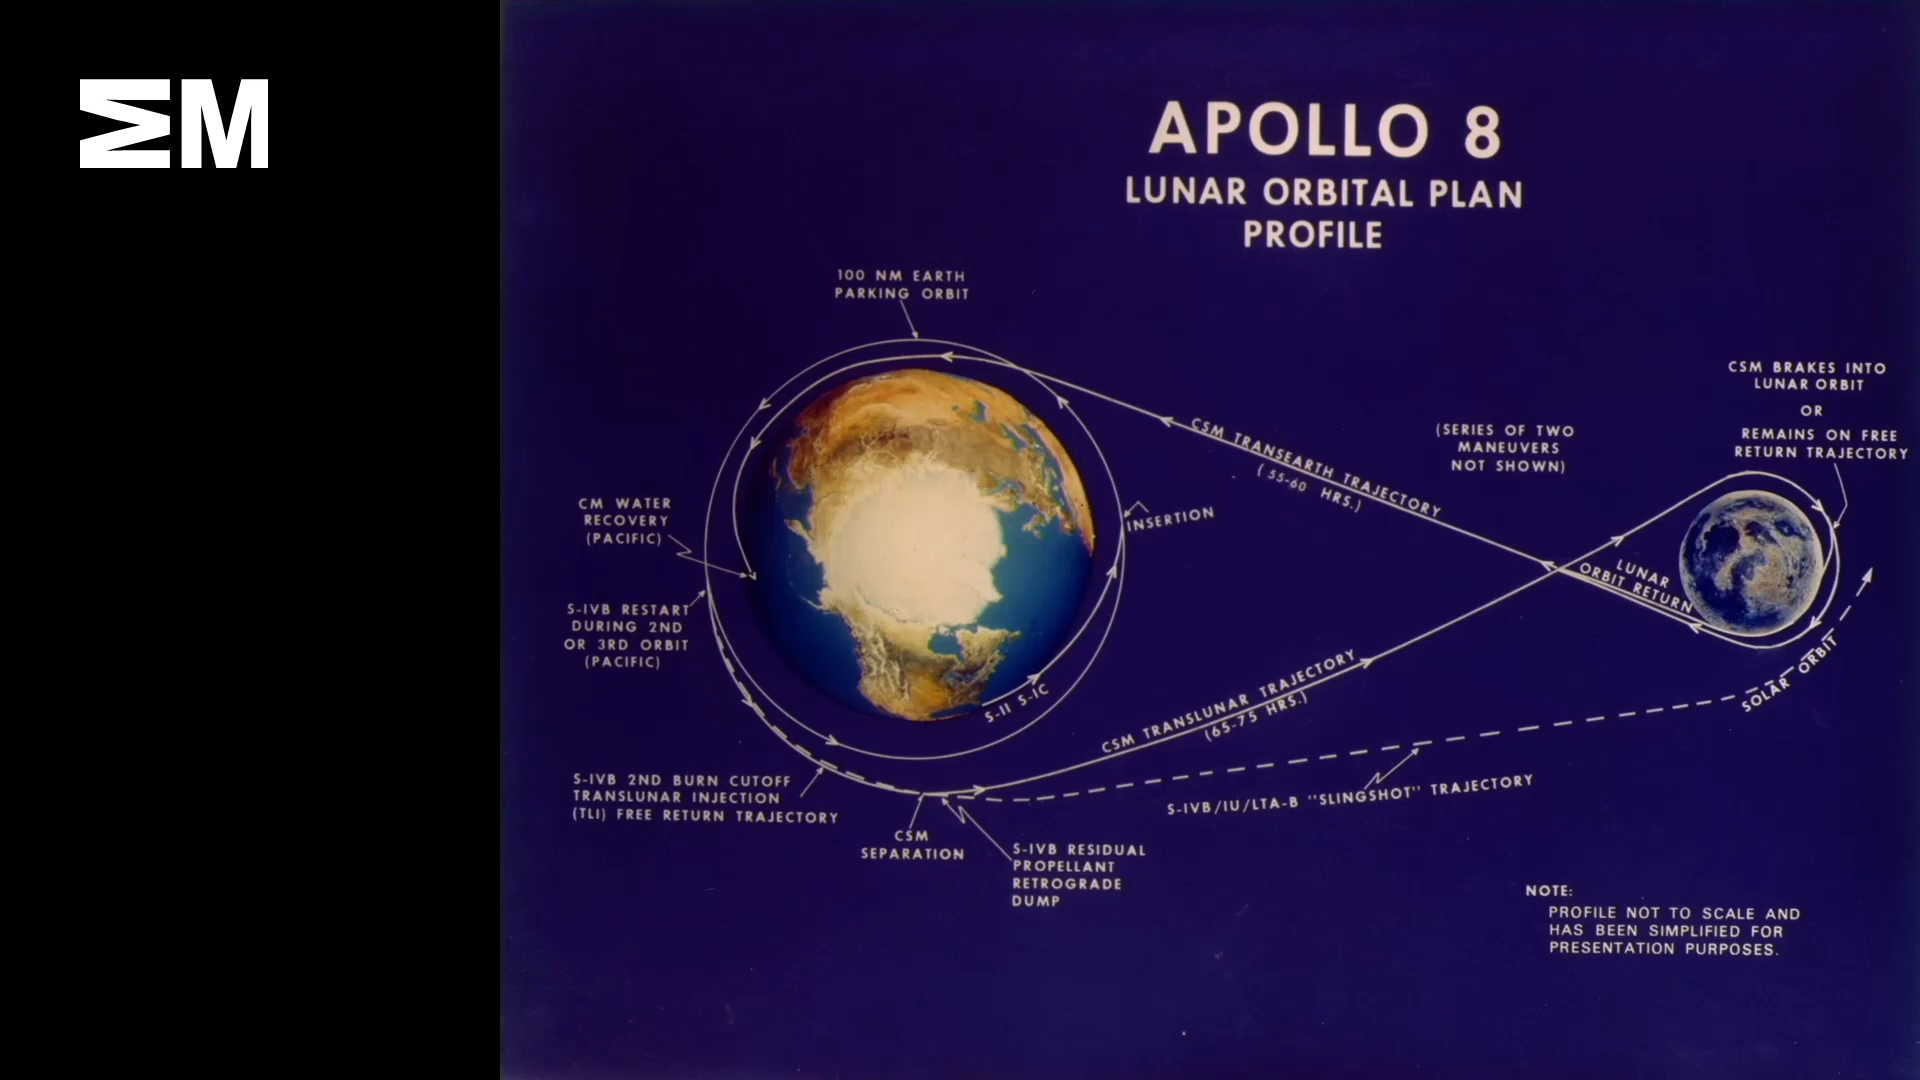 M M
APOLLO 8
LUNAR ORBITAL PLAN
PROFILE
100 NM EARTH
PARKING ORBIT
CSM BRAKES INTO
LUNAR ORBIT
OR
REMAINS ON FREE
RETURN TRAJECTORY
(SERIES OF TWO
MANEUVERS
NOT SHOWN)
CSM TRANSEARTH TRAJECTORY
(55-60 HRS.)
CM WATER
RECOVERY
(PACIFIC)
INSERTION
LUNAR
ORBIT RETURN
S-IVB RESTART
DURING 2ND
OR 3RD ORBIT
(PACIFIC)
S-II S-IC
CSM TRANSLUNAR TRAJECTORY
(65-75 HRS.)
SOLAR ORBIT
S-IVB 2ND BURN CUTOFF
TRANSLUNAR INJECTION
(TLI) FREE RETURN TRAJECTORY
S-IVB/IU/LTA-B "SLINGSHOT" TRAJECTORY
CSM
SEPARATION
S-IVB RESIDUAL
PROPELLANT
RETROGRADE
DUMP
NOTE:
PROFILE NOT TO SCALE AND
HAS BEEN SIMPLIFIED FOR
PRESENTATION PURPOSES.